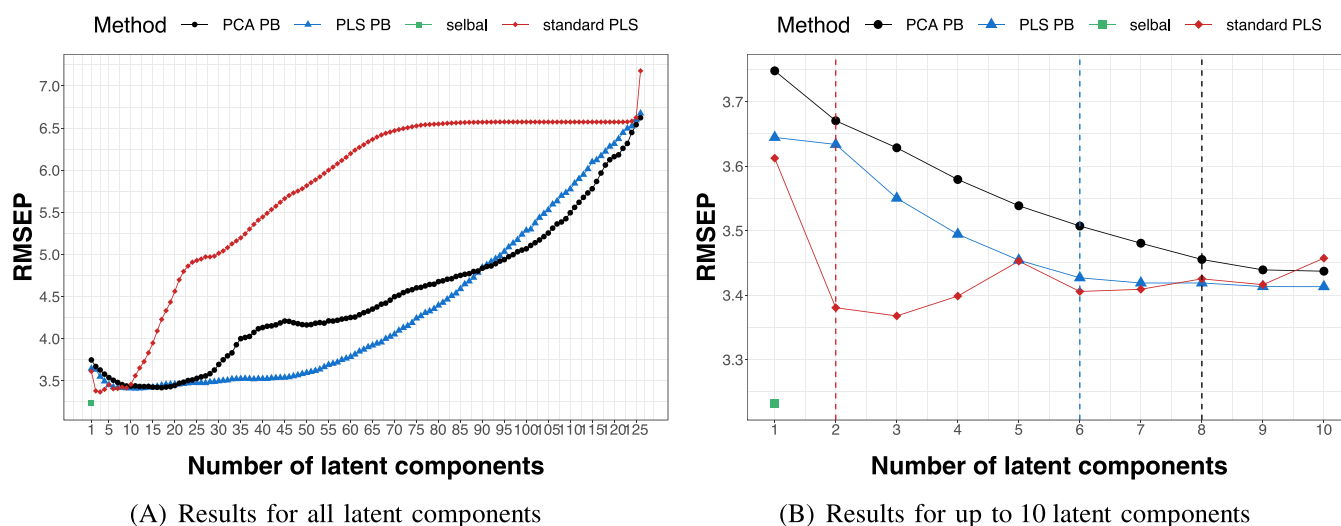 Method PCA PB PLS PB selbal standard PLS
7.0
6.5
6.0
5.5
5.0
4.5
4.0
3.5
RMSEP
1 5 10 15 20 25 30 35 40 45 50 55 60 65 70 75 80 85 90 95 100 105 110 115 120 125
Number of latent components
(A) Results for all latent components
Method PCA PB PLS PB selbal standard PLS
3.7
3.6
3.5
3.4
3.3
RMSEP
1 2 3 4 5 6 7 8 9 10
Number of latent components
(B) Results for up to 10 latent components